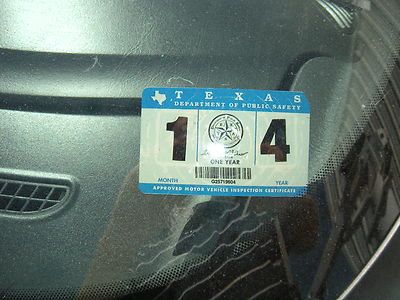 TEXAS
DEPARTMENT OF PUBLIC SAFETY
1 4
ONE YEAR
MONTH YEAR
APPROVED MOTOR VEHICLE INSPECTION CERTIFICATE